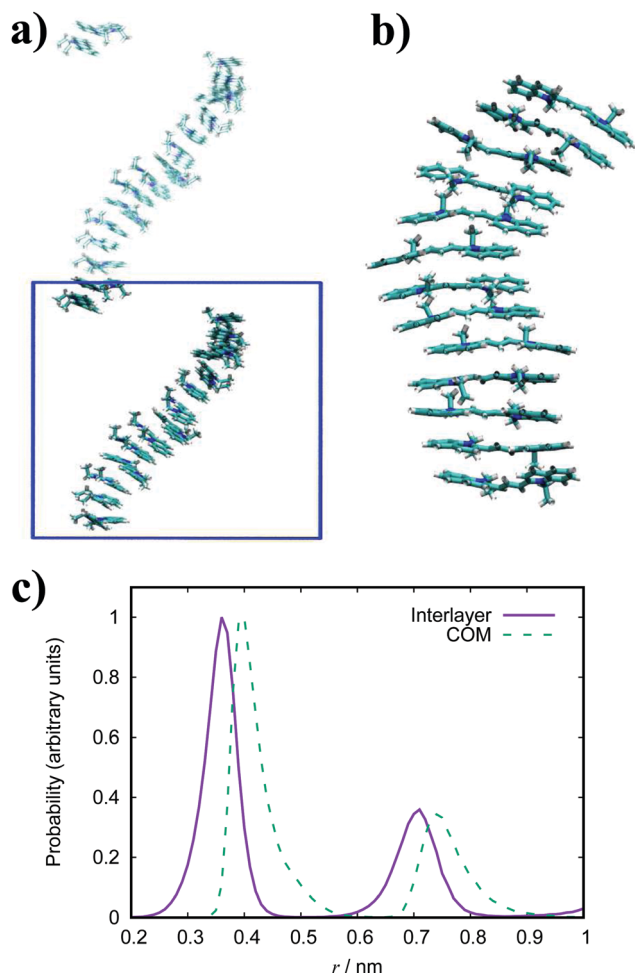 a)
b)
c)
Interlayer
COM
Probability (arbitrary units)
1
0.8
0.6
0.4
0.2
0
0.2 0.3 0.4 0.5 0.6 0.7 0.8 0.9 1
r / nm